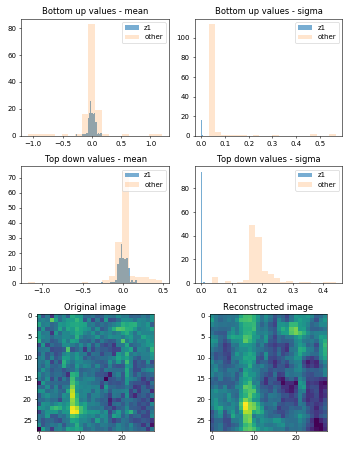 Bottom up values - mean
Bottom up values - sigma
z1
other
z1
other
80
60
40
20
0
100
80
60
40
20
0
−1.0 −0.5 0.0 0.5 1.0
0.0 0.1 0.2 0.3 0.4 0.5
Top down values - mean
Top down values - sigma
z1
other
z1
other
70
60
50
40
30
20
10
0
80
60
40
20
0
−1.0 −0.5 0.0 0.5
0.0 0.1 0.2 0.3 0.4
Original image
Reconstructed image
0
5
10
15
20
25
0
5
10
15
20
25
0 10 20
0 10 20